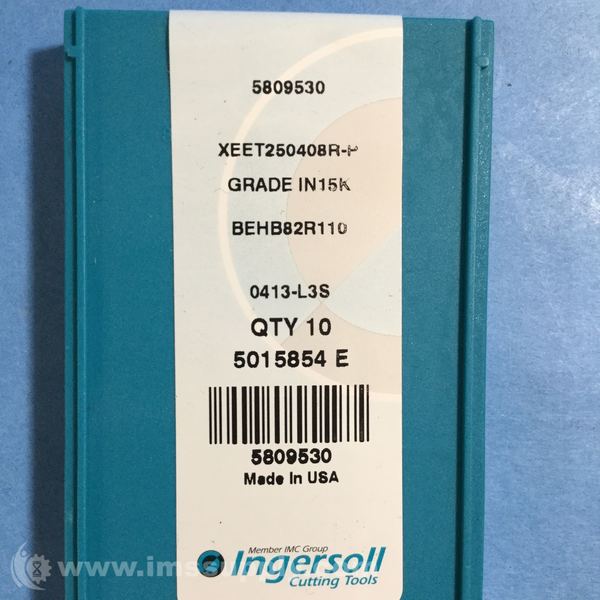 5809530
XEET250408R-P
GRADE IN15K
BEHB82R110
0413-L3S
QTY 10
5015854 E
5809530
Made In USA
Member IMC Group
Ingersoll
Cutting Tools